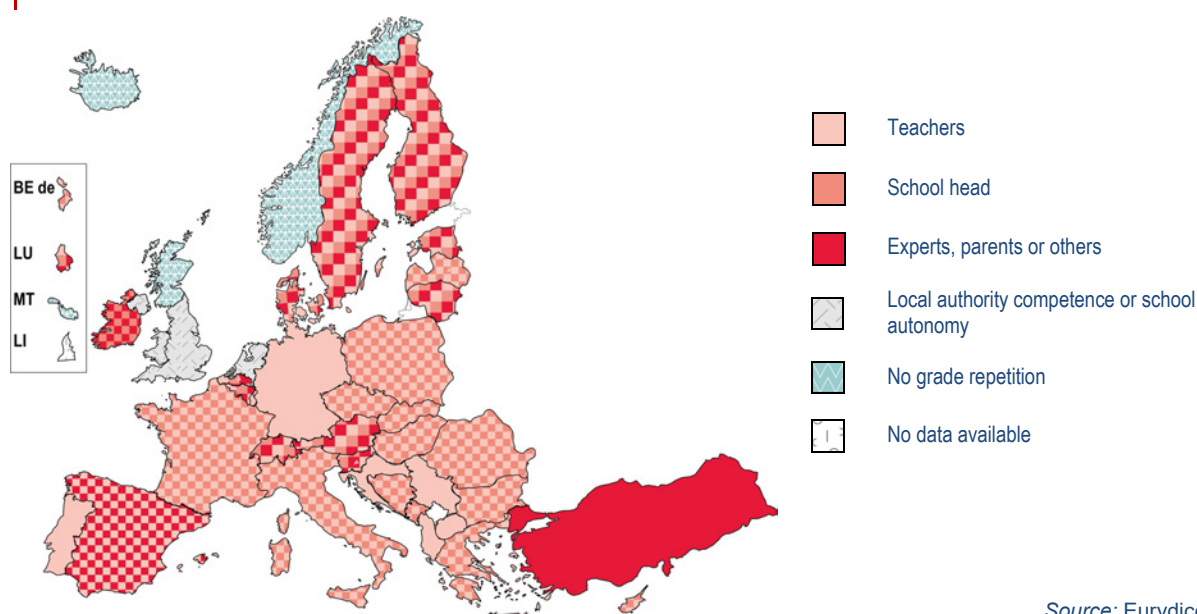 BE de
LU
MT
LI
Teachers
School head
Experts, parents or others
Local authority competence or school
autonomy
No grade repetition
No data available
Source: Eurydice